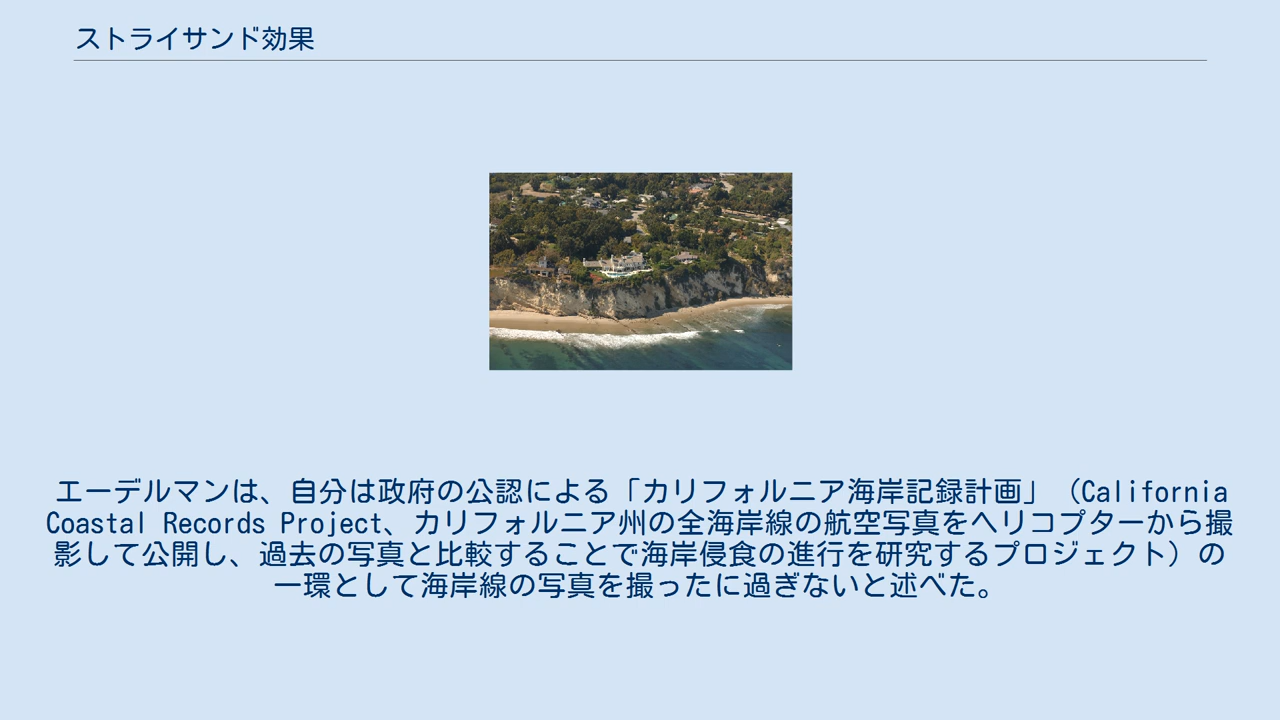 ストライサンド効果
エーデルマンは、自分は政府の公認による「カリフォルニア海岸記録計画」（California
Coastal Records Project、カリフォルニア州の全海岸線の航空写真をヘリコプターから撮
影して公開し、過去の写真と比較することで海岸侵食の進行を研究するプロジェクト）の
一環として海岸線の写真を撮ったに過ぎないと述べた。